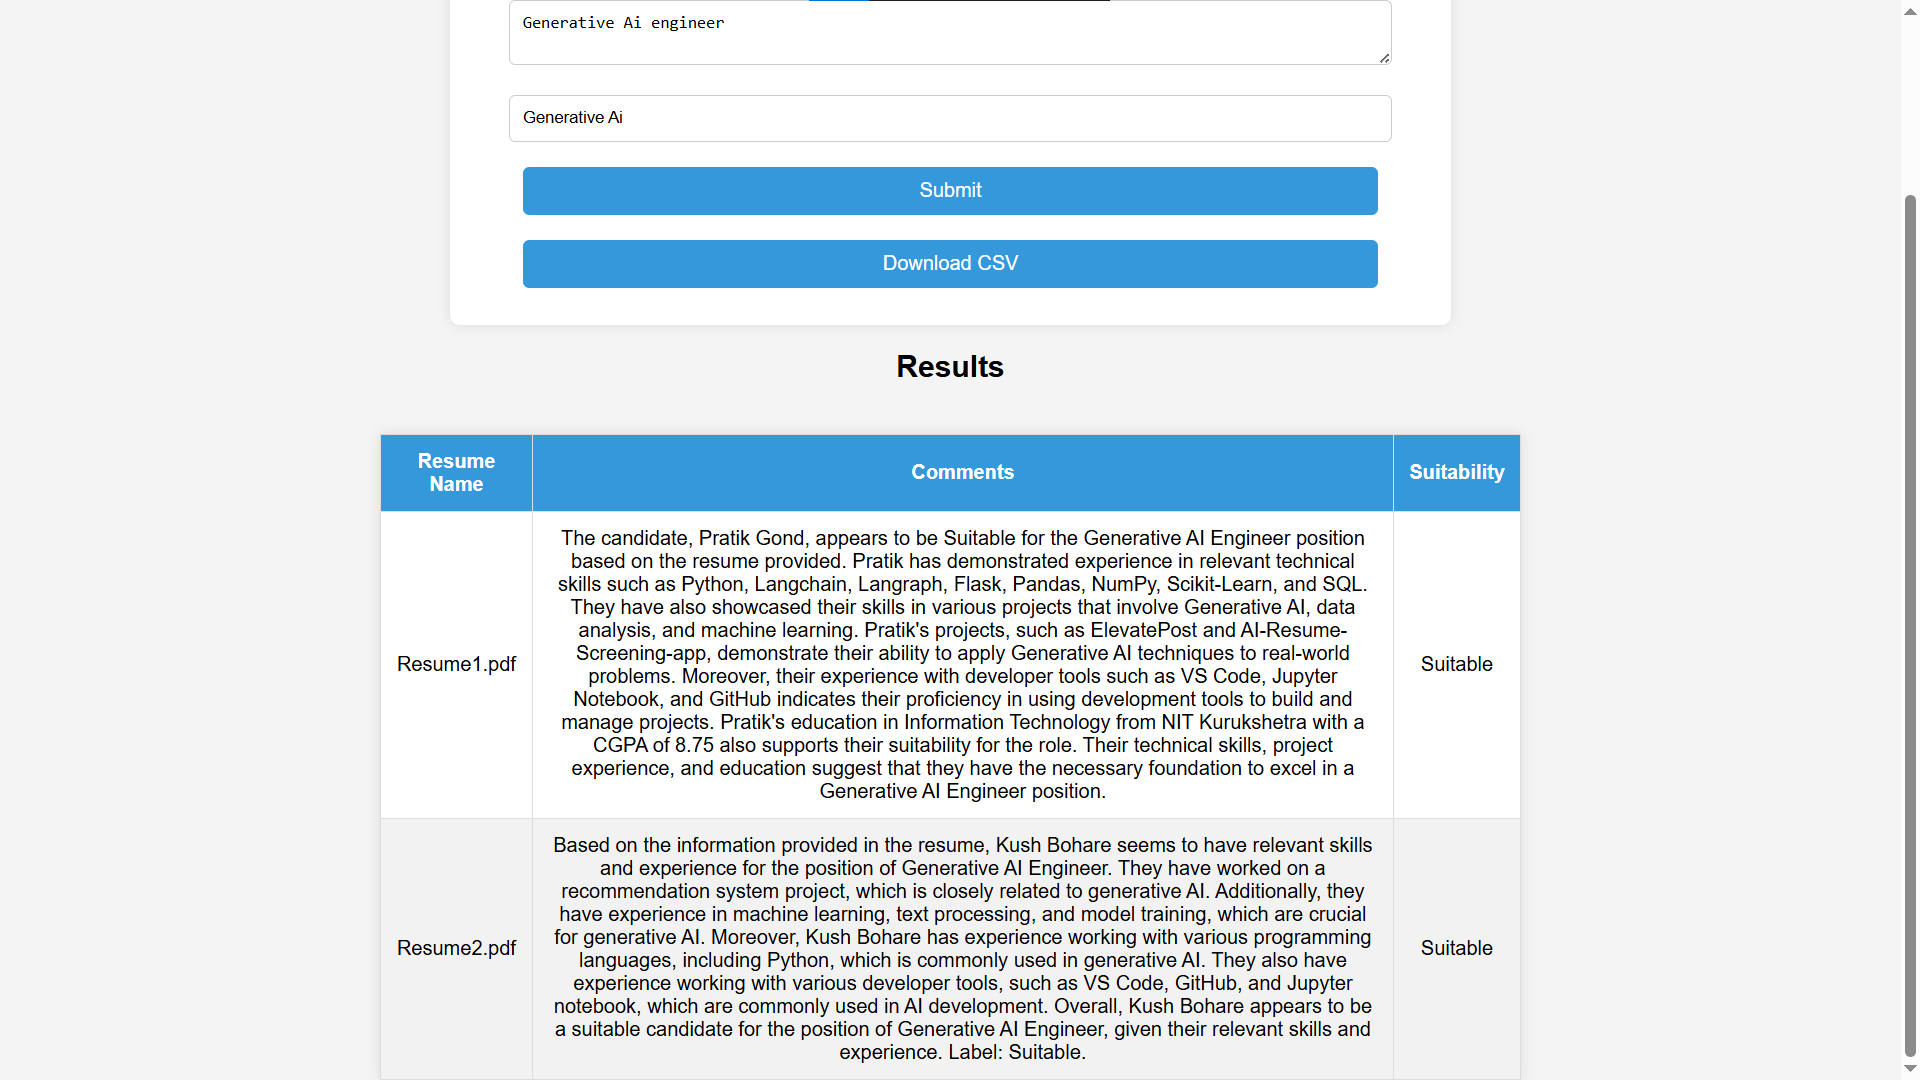 Generative Ai engineer
Generative Ai
Submit
Download CSV
Results
Resume
Name
Comments
Suitability
Resume1.pdf
The candidate, Pratik Gond, appears to be Suitable for the Generative AI Engineer position
based on the resume provided. Pratik has demonstrated experience in relevant technical
skills such as Python, Langchain, Langraph, Flask, Pandas, NumPy, Scikit-Learn, and SQL.
They have also showcased their skills in various projects that involve Generative AI, data
analysis, and machine learning. Pratik's projects, such as ElevatePost and AI-Resume-
Screening-app, demonstrate their ability to apply Generative AI techniques to real-world
problems. Moreover, their experience with developer tools such as VS Code, Jupyter
Notebook, and GitHub indicates their proficiency in using development tools to build and
manage projects. Pratik's education in Information Technology from NIT Kurukshetra with a
CGPA of 8.75 also supports their suitability for the role. Their technical skills, project
experience, and education suggest that they have the necessary foundation to excel in a
Generative AI Engineer position.
Suitable
Resume2.pdf
Based on the information provided in the resume, Kush Bohare seems to have relevant skills
and experience for the position of Generative AI Engineer. They have worked on a
recommendation system project, which is closely related to generative AI. Additionally, they
have experience in machine learning, text processing, and model training, which are crucial
for generative AI. Moreover, Kush Bohare has experience working with various programming
languages, including Python, which is commonly used in generative AI. They also have
experience working with various developer tools, such as VS Code, GitHub, and Jupyter
notebook, which are commonly used in AI development. Overall, Kush Bohare appears to be
a suitable candidate for the position of Generative AI Engineer, given their relevant skills and
experience. Label: Suitable.
Suitable